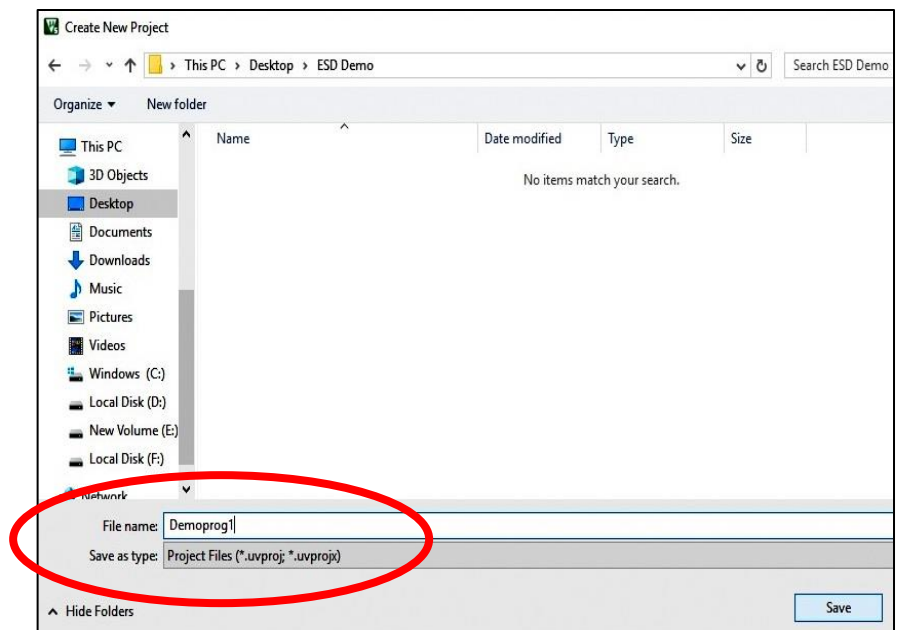 Create New Project
This PC > Desktop > ESD Demo
Search ESD Demo
Organize
New folder
Name
Date modified
Type
Size
No items match your search.
This PC
3D Objects
Desktop
Documents
Downloads
Music
Pictures
Videos
Windows (C:)
Local Disk (D:)
New Volume (E:)
Local Disk (F:)
Network
File name: Demoprog1
Save as type: Project Files (*.uvproj; *.uvprojx)
Hide Folders
Save